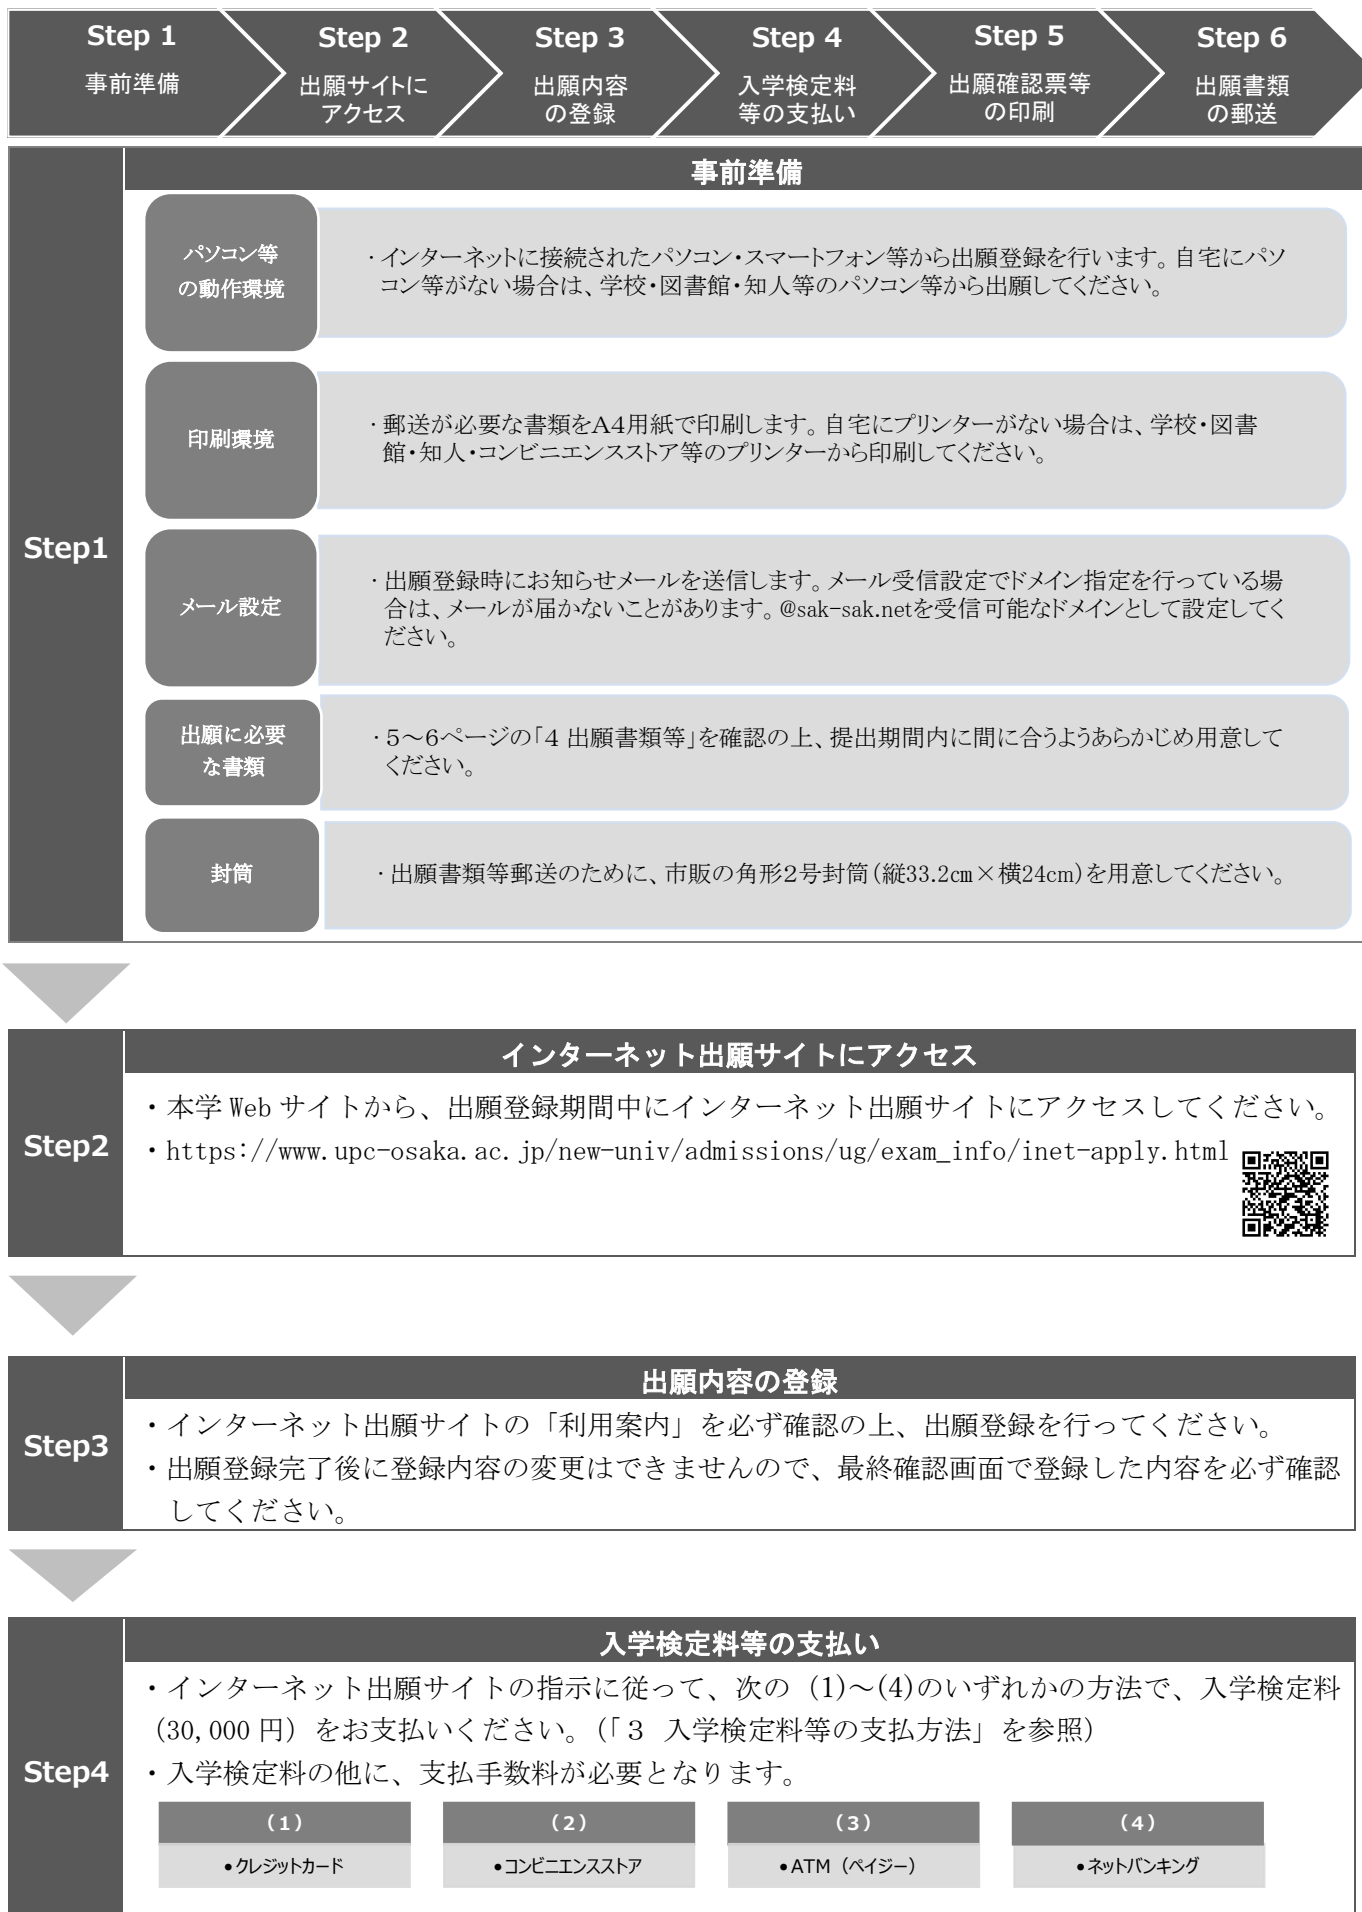 Step 1
事前準備
Step 2
出願サイトに
アクセス
Step 3
出願内容
の登録
Step 4
入学検定料
等の支払い
Step 5
出願確認票等
の印刷
Step 6
出願書類
の郵送
Step1
事前準備
パソコン等
の動作環境
・インターネットに接続されたパソコン・スマートフォン等から出願登録を行います。自宅にパソ
コン等がない場合は、学校・図書館・知人等のパソコン等から出願してください。
印刷環境
・郵送が必要な書類をA4用紙で印刷します。自宅にプリンターがない場合は、学校・図書
館・知人・コンビニエンスストア等のプリンターから印刷してください。
メール設定
・出願登録時にお知らせメールを送信します。メール受信設定でドメイン指定を行っている場
合は、メールが届かないことがあります。@sak-sak.netを受信可能なドメインとして設定してく
ださい。
出願に必要
な書類
・5～6ページの「4 出願書類等」を確認の上、提出期間内に間に合うようあらかじめ用意して
ください。
封筒
・出願書類等郵送のために、市販の角形2号封筒(縦33.2㎝×横24cm)を用意してください。
Step2
インターネット出願サイトにアクセス
・本学 Web サイトから、出願登録期間中にインターネット出願サイトにアクセスしてください。
・https://www.upc-osaka.ac.jp/new-univ/admissions/ug/exam_info/inet-apply.html
Step3
出願内容の登録
・インターネット出願サイトの「利用案内」を必ず確認の上、出願登録を行ってください。
・出願登録完了後に登録内容の変更はできませんので、最終確認画面で登録した内容を必ず確認
してください。
Step4
入学検定料等の支払い
・インターネット出願サイトの指示に従って、次の (1)～(4)のいずれかの方法で、入学検定料
(30,000 円) をお支払いください。(「3 入学検定料等の支払方法」を参照)
・入学検定料の他に、支払手数料が必要となります。
（1）
•クレジットカード
（2）
•コンビニエンスストア
（3）
•ATM（ペイジー）
（4）
•ネットバンキング